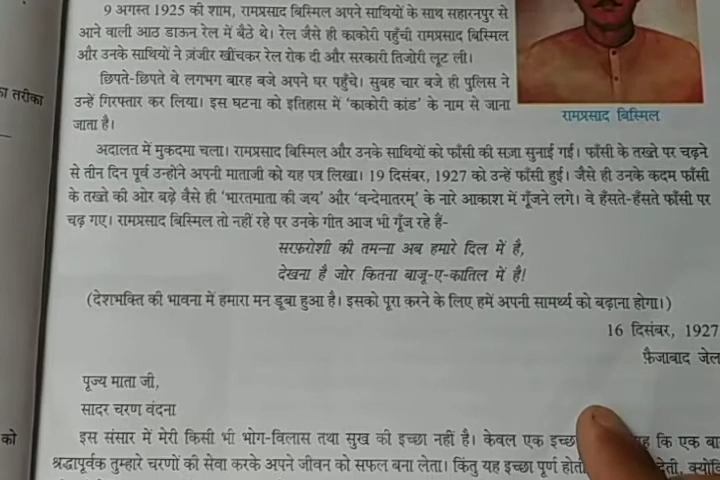 9 अगस्त 1925 की शाम, रामप्रसाद बिस्मिल अपने साथियों के साथ सहारनपुर से
आने वाली आठ डाऊन रेल में बैठे थे। रेल जैसे ही काकोरी पहुँची रामप्रसाद बिस्मिल
और उनके साथियों ने ज़ंजीर खींचकर रेल रोक दी और सरकारी तिजोरी लूट ली।
छिपते-छिपते वे लगभग बारह बजे अपने घर पहुँचे। सुबह चार बजे ही पुलिस ने
उन्हें गिरफ्तार कर लिया। इस घटना को इतिहास में 'काकोरी कांड' के नाम से जाना
जाता है।
रामप्रसाद बिस्मिल
का तरीका
अदालत में मुकदमा चला। रामप्रसाद बिस्मिल और उनके साथियों को फाँसी की सज़ा सुनाई गई। फाँसी के तख्ते पर चढ़ने
से तीन दिन पूर्व उन्होंने अपनी माताजी को यह पत्र लिखा। 19 दिसंबर, 1927 को उन्हें फाँसी हुई। जैसे ही उनके कदम फाँसी
के तख्ते की ओर बढ़े वैसे ही 'भारतमाता की जय' और 'वन्देमातरम्' के नारे आकाश में गूँजने लगे। वे हँसते-हँसते फाँसी पर
चढ़ गए। रामप्रसाद बिस्मिल तो नहीं रहे पर उनके गीत आज भी गूँज रहे हैं-
सरफ़रोशी की तमन्ना अब हमारे दिल में है,
देखना है जोर कितना बाजू-ए-कातिल में है!
(देशभक्ति की भावना में हमारा मन डूबा हुआ है। इसको पूरा करने के लिए हमें अपनी सामर्थ्य को बढ़ाना होगा।)
16 दिसंबर, 1927
फ़ैजाबाद जेल
पूज्य माता जी,
सादर चरण वंदना
को
इस संसार में मेरी किसी भी भोग-विलास तथा सुख की इच्छा नहीं है। केवल एक कि एक
श्रद्धापूर्वक तुम्हारे चरणों की सेवा करके अपने जीवन को सफल बना लेता। किंतु यह इच्छा पूर्ण